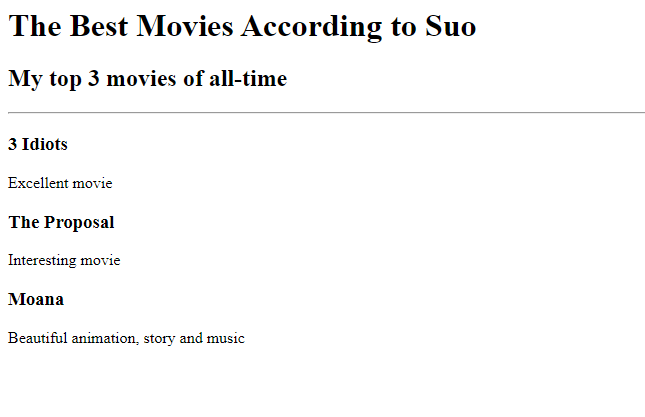 The Best Movies According to Suo
My top 3 movies of all-time
3 Idiots
Excellent movie
The Proposal
Interesting movie
Moana
Beautiful animation, story and music